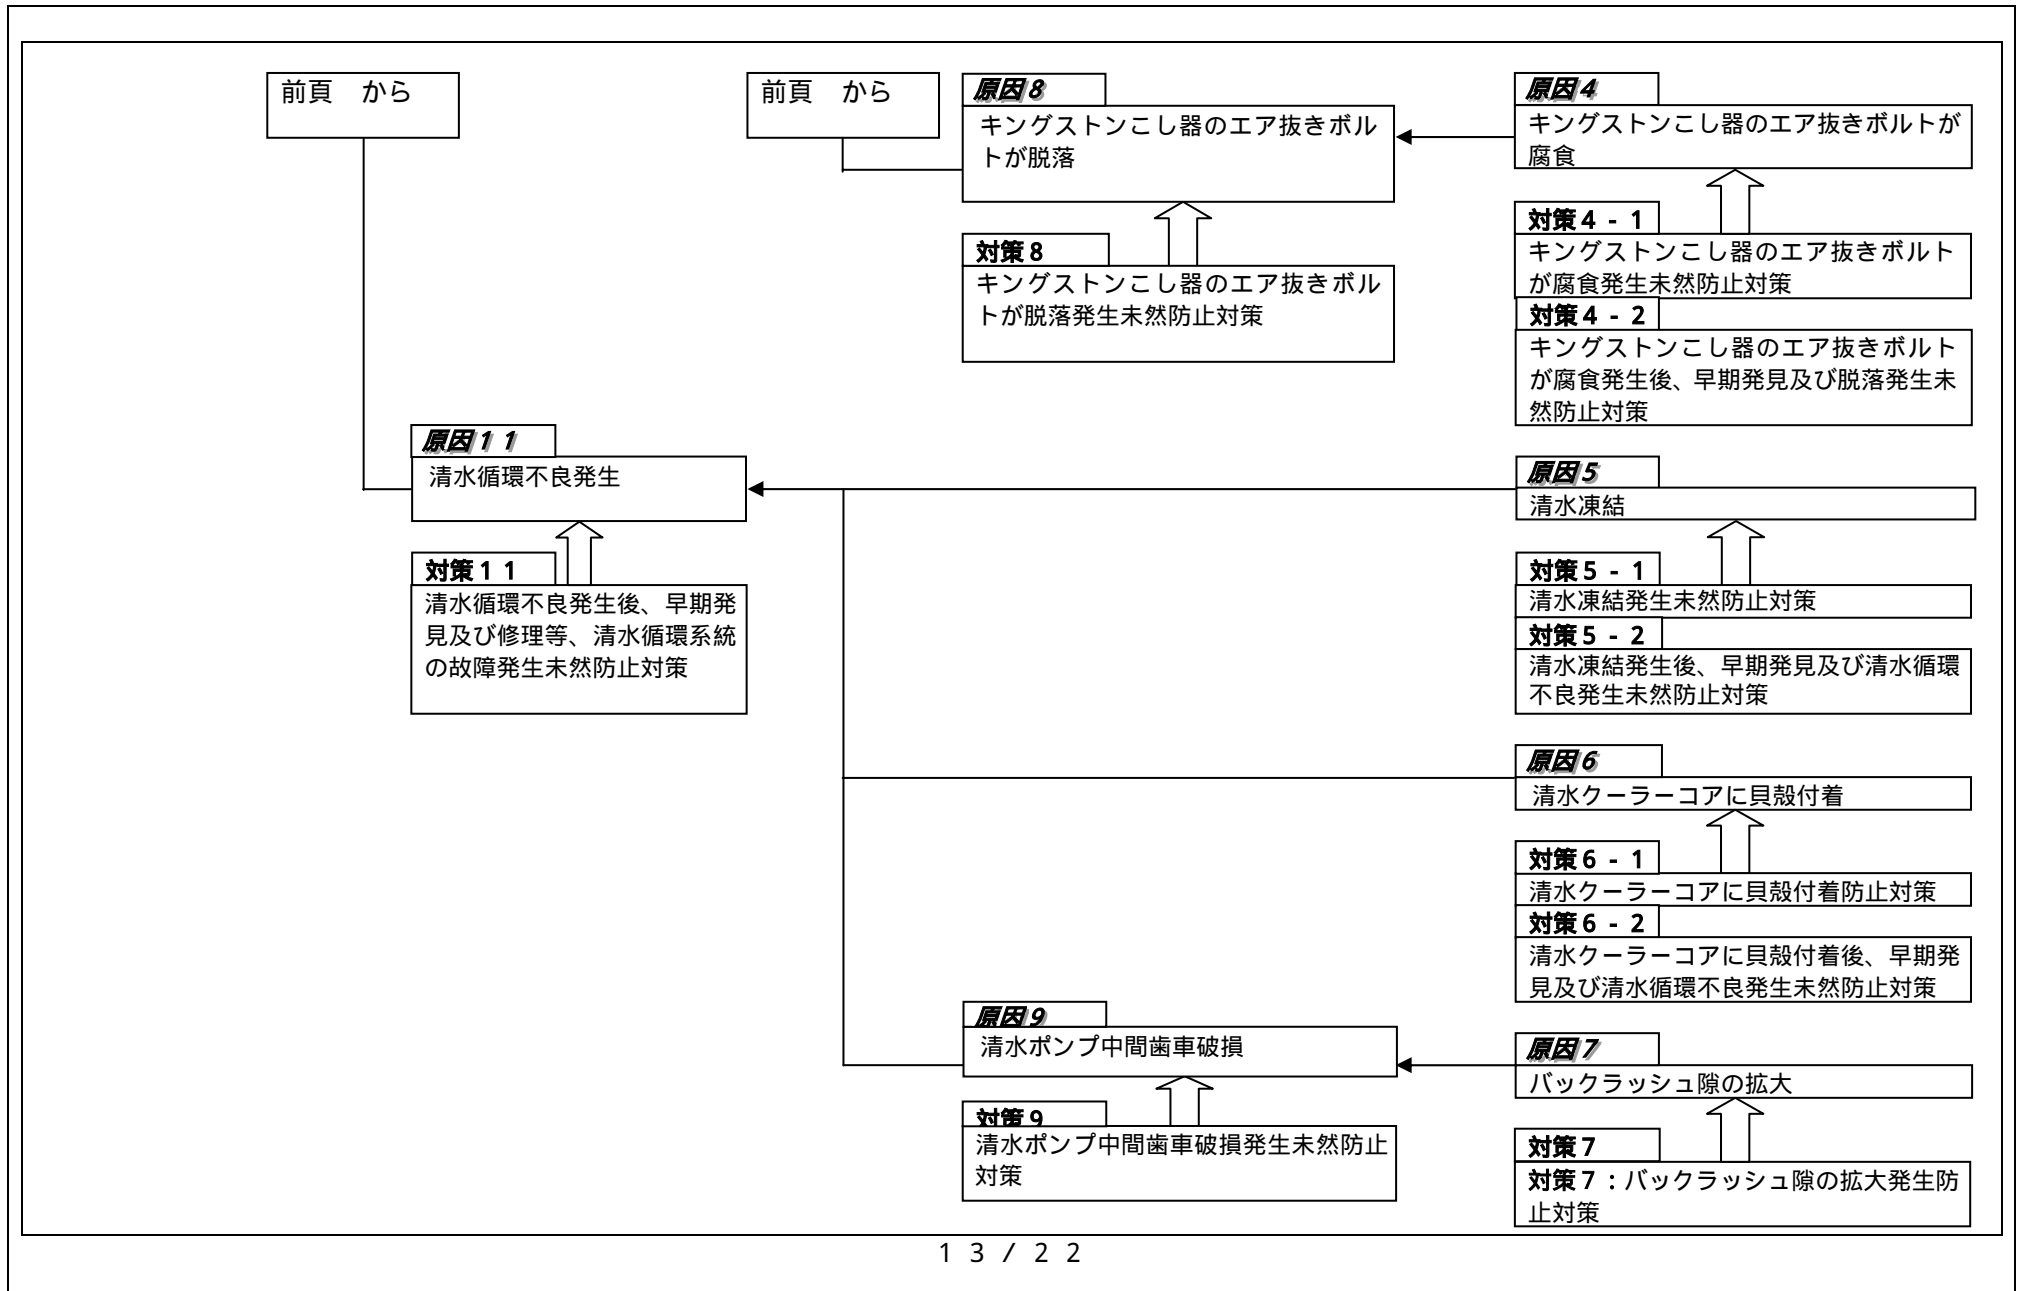 前頁　から
前頁　から
原因８
キングストンこし器のエア抜きボル
トが脱落
対策８
キングストンこし器のエア抜きボル
トが脱落発生未然防止対策
原因４
キングストンこし器のエア抜きボルトが
腐食
対策４－１
キングストンこし器のエア抜きボルト
が腐食発生未然防止対策
対策４－２
キングストンこし器のエア抜きボルト
が腐食発生後、早期発見及び脱落発生未
然防止対策
原因１１
清水循環不良発生
対策１１
清水循環不良発生後、早期発
見及び修理等、清水循環系統
の故障発生未然防止対策
原因５
清水凍結
対策５－１
清水凍結発生未然防止対策
対策５－２
清水凍結発生後、早期発見及び清水循環
不良発生未然防止対策
原因６
清水クーラーコアに貝殻付着
対策６－１
清水クーラーコアに貝殻付着防止対策
対策６－２
清水クーラーコアに貝殻付着後、早期発
見及び清水循環不良発生未然防止対策
原因９
清水ポンプ中間歯車破損
対策９
清水ポンプ中間歯車破損発生未然防止
対策
原因７
バックラッシュ隙の拡大
対策７
対策７：バックラッシュ隙の拡大発生防
止対策
１３／２２